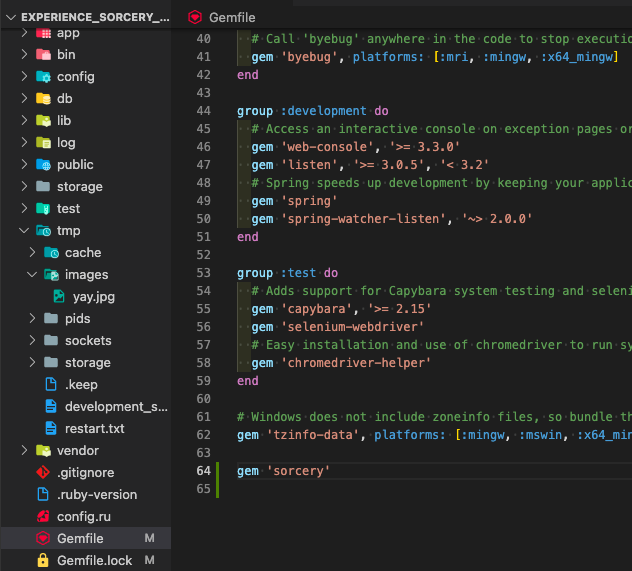 EXPERIENCE_SORCERY_...
app
bin
config
db
lib
log
public
storage
test
tmp
cache
images
yay.jpg
pids
sockets
storage
.keep
development_s...
restart.txt
vendor
.gitignore
.ruby-version
config.ru
Gemfile M
Gemfile.lock M
Gemfile
40 # Call 'byebug' anywhere in the code to stop executio
41 gem 'byebug', platforms: [:mri, :mingw, :x64_mingw]
42 end
43
44 group :development do
45 # Access an interactive console on exception pages or
46 gem 'web-console', '>= 3.3.0'
47 gem 'listen', '>= 3.0.5', '< 3.2'
48 # Spring speeds up development by keeping your applic
49 gem 'spring'
50 gem 'spring-watcher-listen', '~> 2.0.0'
51 end
52
53 group :test do
54 # Adds support for Capybara system testing and seleni
55 gem 'capybara', '>= 2.15'
56 gem 'selenium-webdriver'
57 # Easy installation and use of chromedriver to run sy
58 gem 'chromedriver-helper'
59 end
60
61 # Windows does not include zoneinfo files, so bundle th
62 gem 'tzinfo-data', platforms: [:mingw, :mswin, :x64_min
63
64 gem 'sorcery'
65